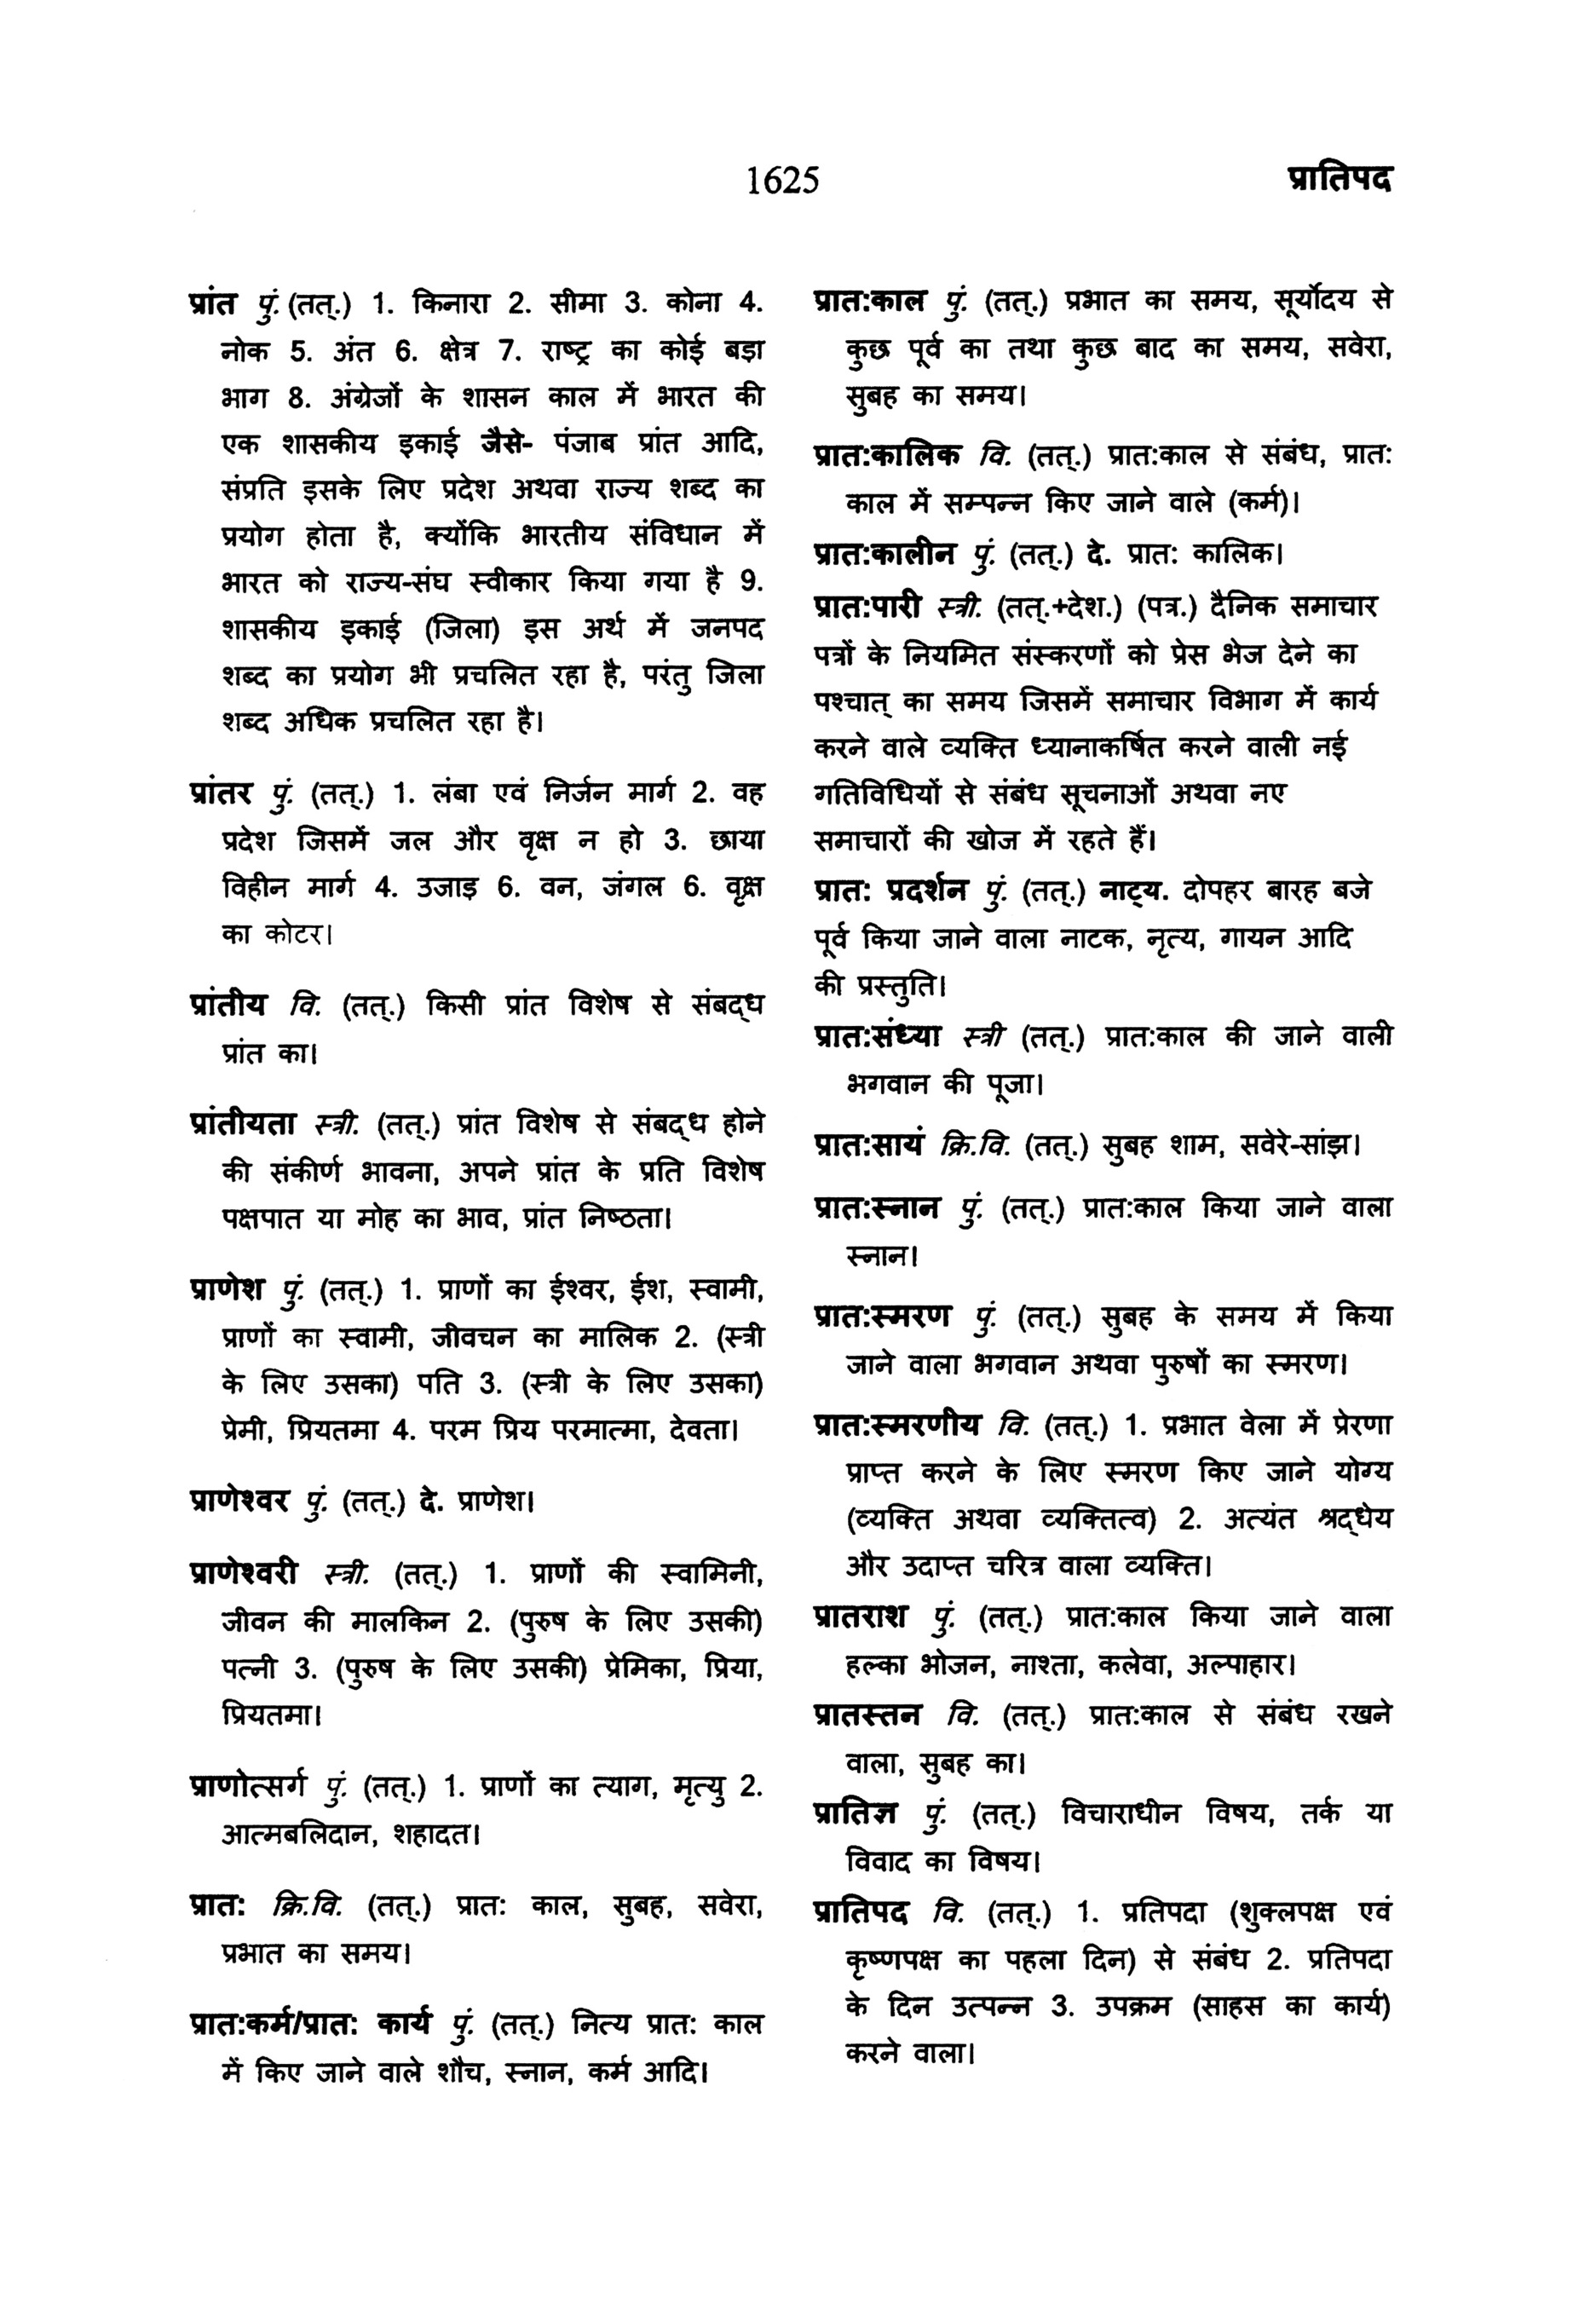 1625
प्रातिपद
प्रांत पुं. (तत्.) 1. किनारा 2. सीमा 3. कोना 4.
नोक 5. अंत 6. क्षेत्र 7. राष्ट्र का कोई बड़ा
भाग 8. अंग्रेजों के शासन काल में भारत की
एक शासकीय इकाई जैसे- पंजाब प्रांत आदि,
संप्रति इसके लिए प्रदेश अथवा राज्य शब्द का
प्रयोग होता है, क्योंकि भारतीय संविधान में
भारत को राज्य-संघ स्वीकार किया गया है 9.
शासकीय इकाई (जिला) इस अर्थ में जनपद
शब्द का प्रयोग भी प्रचलित रहा है, परंतु जिला
शब्द अधिक प्रचलित रहा है।
प्रांतर पुं. (तत्.) 1. लंबा एवं निर्जन मार्ग 2. वह
प्रदेश जिसमें जल और वृक्ष न हो 3. छाया
विहीन मार्ग 4. उजाड़ 6. वन, जंगल 6. वृक्ष
का कोटर।
प्रांतीय वि. (तत्.) किसी प्रांत विशेष से संबद्ध
प्रांत का।
प्रांतीयता स्त्री. (तत्.) प्रांत विशेष से संबद्ध होने
की संकीर्ण भावना, अपने प्रांत के प्रति विशेष
पक्षपात या मोह का भाव, प्रांत निष्ठता।
प्राणेश पुं. (तत्.) 1. प्राणों का ईश्वर, ईश, स्वामी,
प्राणों का स्वामी, जीवचन का मालिक 2. (स्त्री
के लिए उसका) पति 3. (स्त्री के लिए उसका)
प्रेमी, प्रियतमा 4. परम प्रिय परमात्मा, देवता।
प्राणेश्वर पुं. (तत्.) दे. प्राणेश।
प्राणेश्वरी स्त्री. (तत्.) 1. प्राणों की स्वामिनी,
जीवन की मालकिन 2. (पुरुष के लिए उसकी)
पत्नी 3. (पुरुष के लिए उसकी) प्रेमिका, प्रिया,
प्रियतमा।
प्राणोत्सर्ग पुं. (तत्.) 1. प्राणों का त्याग, मृत्यु 2.
आत्मबलिदान, शहादत।
प्रात: क्रि.वि. (तत्.) प्रात: काल, सुबह, सवेरा,
प्रभात का समय।
प्रात:कर्म/प्रात: कार्य पुं. (तत्.) नित्य प्रात: काल
में किए जाने वाले शौच, स्नान, कर्म आदि।
प्रात:काल पुं. (तत्.) प्रभात का समय, सूर्योदय से
कुछ पूर्व का तथा कुछ बाद का समय, सवेरा,
सुबह का समय।
प्रात:कालिक वि. (तत्.) प्रात:काल से संबंध, प्रात:
काल में सम्पन्न किए जाने वाले (कर्म)।
प्रात:कालीन पुं. (तत्.) दे. प्रात: कालिक।
प्रात:पारी स्त्री. (तत्.+देश.) (पत्र.) दैनिक समाचार
पत्रों के नियमित संस्करणों को प्रेस भेज देने का
पश्चात् का समय जिसमें समाचार विभाग में कार्य
करने वाले व्यक्ति ध्यानाकर्षित करने वाली नई
गतिविधियों से संबंध सूचनाओं अथवा नए
समाचारों की खोज में रहते हैं।
प्रात: प्रदर्शन पुं. (तत्.) नाट्य. दोपहर बारह बजे
पूर्व किया जाने वाला नाटक, नृत्य, गायन आदि
की प्रस्तुति।
प्रात:संध्या स्त्री (तत्.) प्रात:काल की जाने वाली
भगवान की पूजा।
प्रात:सायं क्रि.वि. (तत्.) सुबह शाम, सवेरे-सांझ।
प्रात:स्नान पुं. (तत्.) प्रात:काल किया जाने वाला
स्नान।
प्रात:स्मरण पुं. (तत्.) सुबह के समय में किया
जाने वाला भगवान अथवा पुरुषों का स्मरण।
प्रात:स्मरणीय वि. (तत्.) 1. प्रभात वेला में प्रेरणा
प्राप्त करने के लिए स्मरण किए जाने योग्य
(व्यक्ति अथवा व्यक्तित्व) 2. अत्यंत श्रद्धेय
और उदाप्त चरित्र वाला व्यक्ति।
प्रातराश पुं. (तत्.) प्रात:काल किया जाने वाला
हल्का भोजन, नाश्ता, कलेवा, अल्पाहार।
प्रातस्तन वि. (तत्.) प्रात:काल से संबंध रखने
वाला, सुबह का।
प्रातिज्ञ पुं. (तत्.) विचाराधीन विषय, तर्क या
विवाद का विषय।
प्रातिपद वि. (तत्.) 1. प्रतिपदा (शुक्लपक्ष एवं
कृष्णपक्ष का पहला दिन) से संबंध 2. प्रतिपदा
के दिन उत्पन्न 3. उपक्रम (साहस का कार्य)
करने वाला।